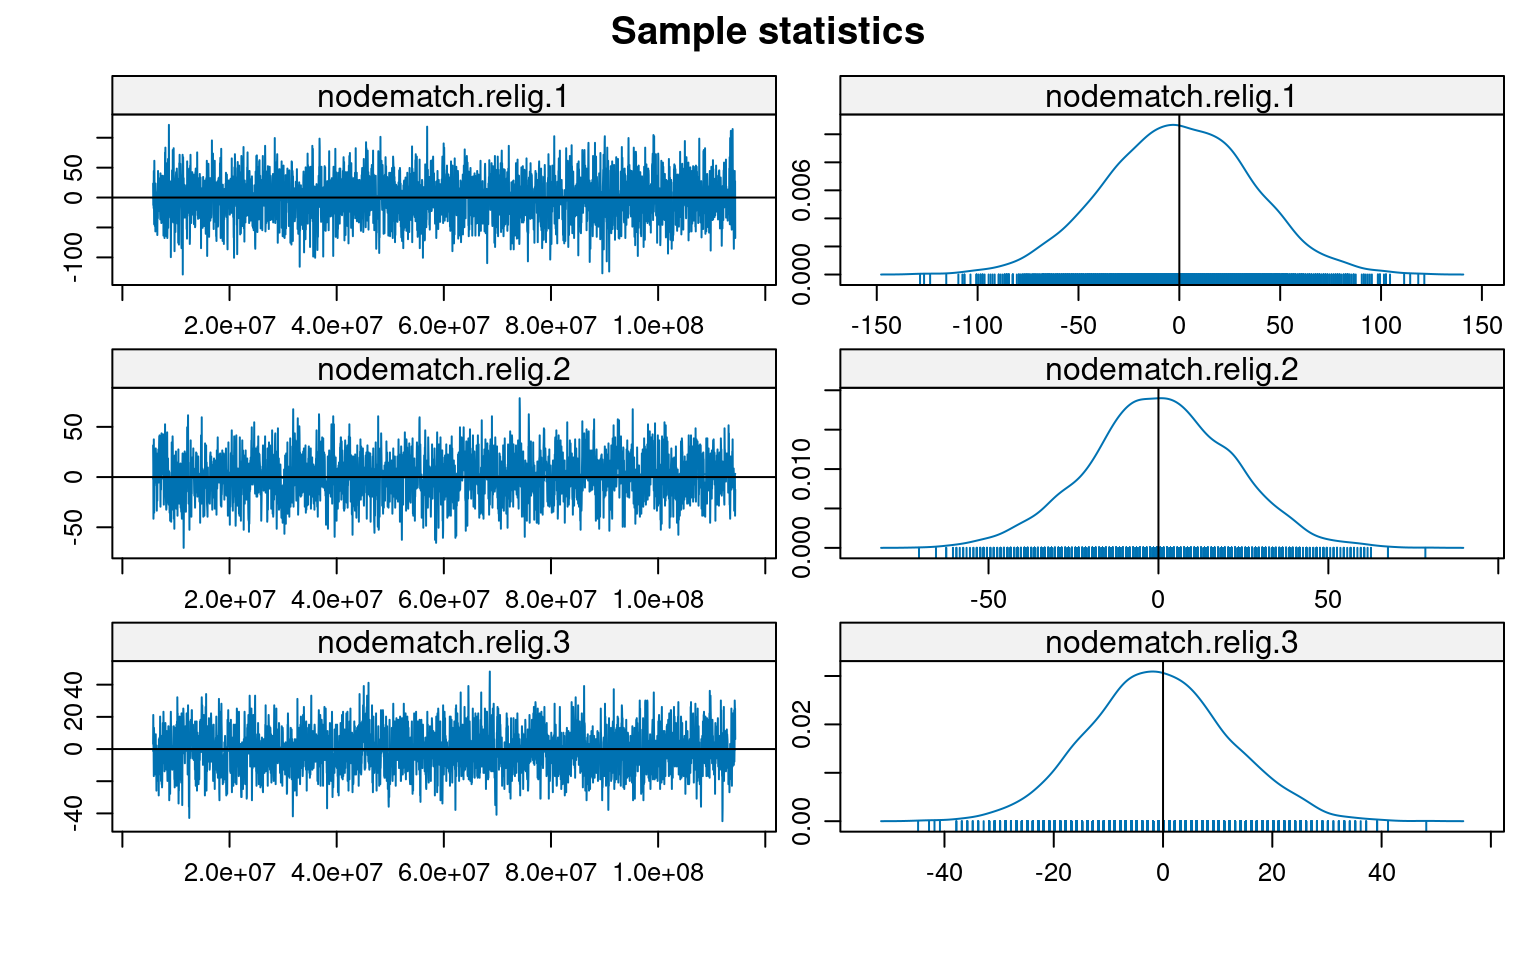 Sample statistics
nodematch.relig.1
nodematch.relig.1
50
0
-100
2.0e+07 4.0e+07 6.0e+07 8.0e+07 1.0e+08
0.006
0.000
-150 -100 -50 0 50 100 150
nodematch.relig.2
nodematch.relig.2
50
0
-50
2.0e+07 4.0e+07 6.0e+07 8.0e+07 1.0e+08
0.010
0.000
-50 0 50
nodematch.relig.3
nodematch.relig.3
40
20
0
-40
2.0e+07 4.0e+07 6.0e+07 8.0e+07 1.0e+08
0.02
0.00
-40 -20 0 20 40